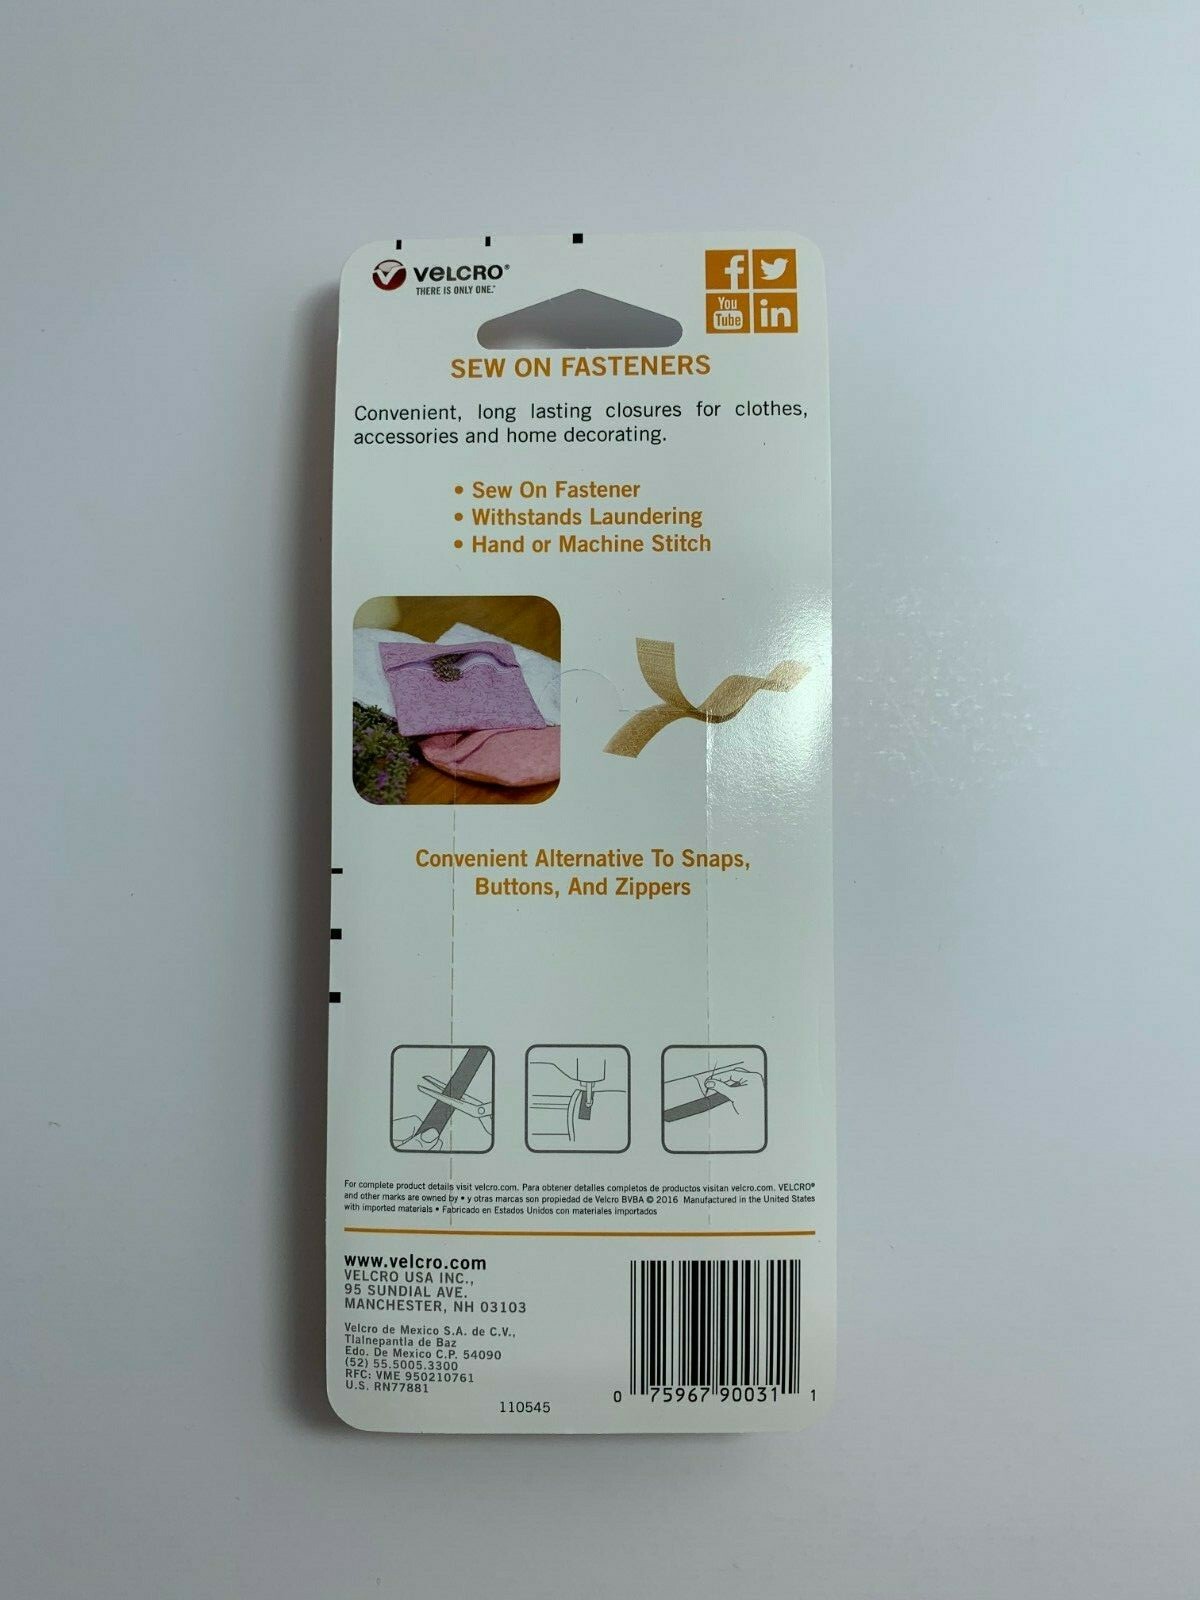 VELCRO®
THERE IS ONLY ONE.®
f
You
Tube
in
SEW ON FASTENERS
Convenient, long lasting closures for clothes,
accessories and home decorating.
• Sew On Fastener
• Withstands Laundering
• Hand or Machine Stitch
Convenient Alternative To Snaps,
Buttons, And Zippers
For complete product details visit velcro.com. Para obtener detalles completos de productos visitan velcro.com. VELCRO®
and other marks are owned by • y otras marcas son propiedad de Velcro BVBA © 2016 Manufactured in the United States
with imported materials • Fabricado en Estados Unidos con materiales importados
www.velcro.com
VELCRO USA INC.,
95 SUNDIAL AVE.
MANCHESTER, NH 03103
Velcro de Mexico S.A. de C.V.,
Tlalnepantla de Baz
Edo. De Mexico C.P. 54090
(52) 55.5005.3300
RFC: VME 950210761
U.S. RN77881
110545
0 75967 90031 1